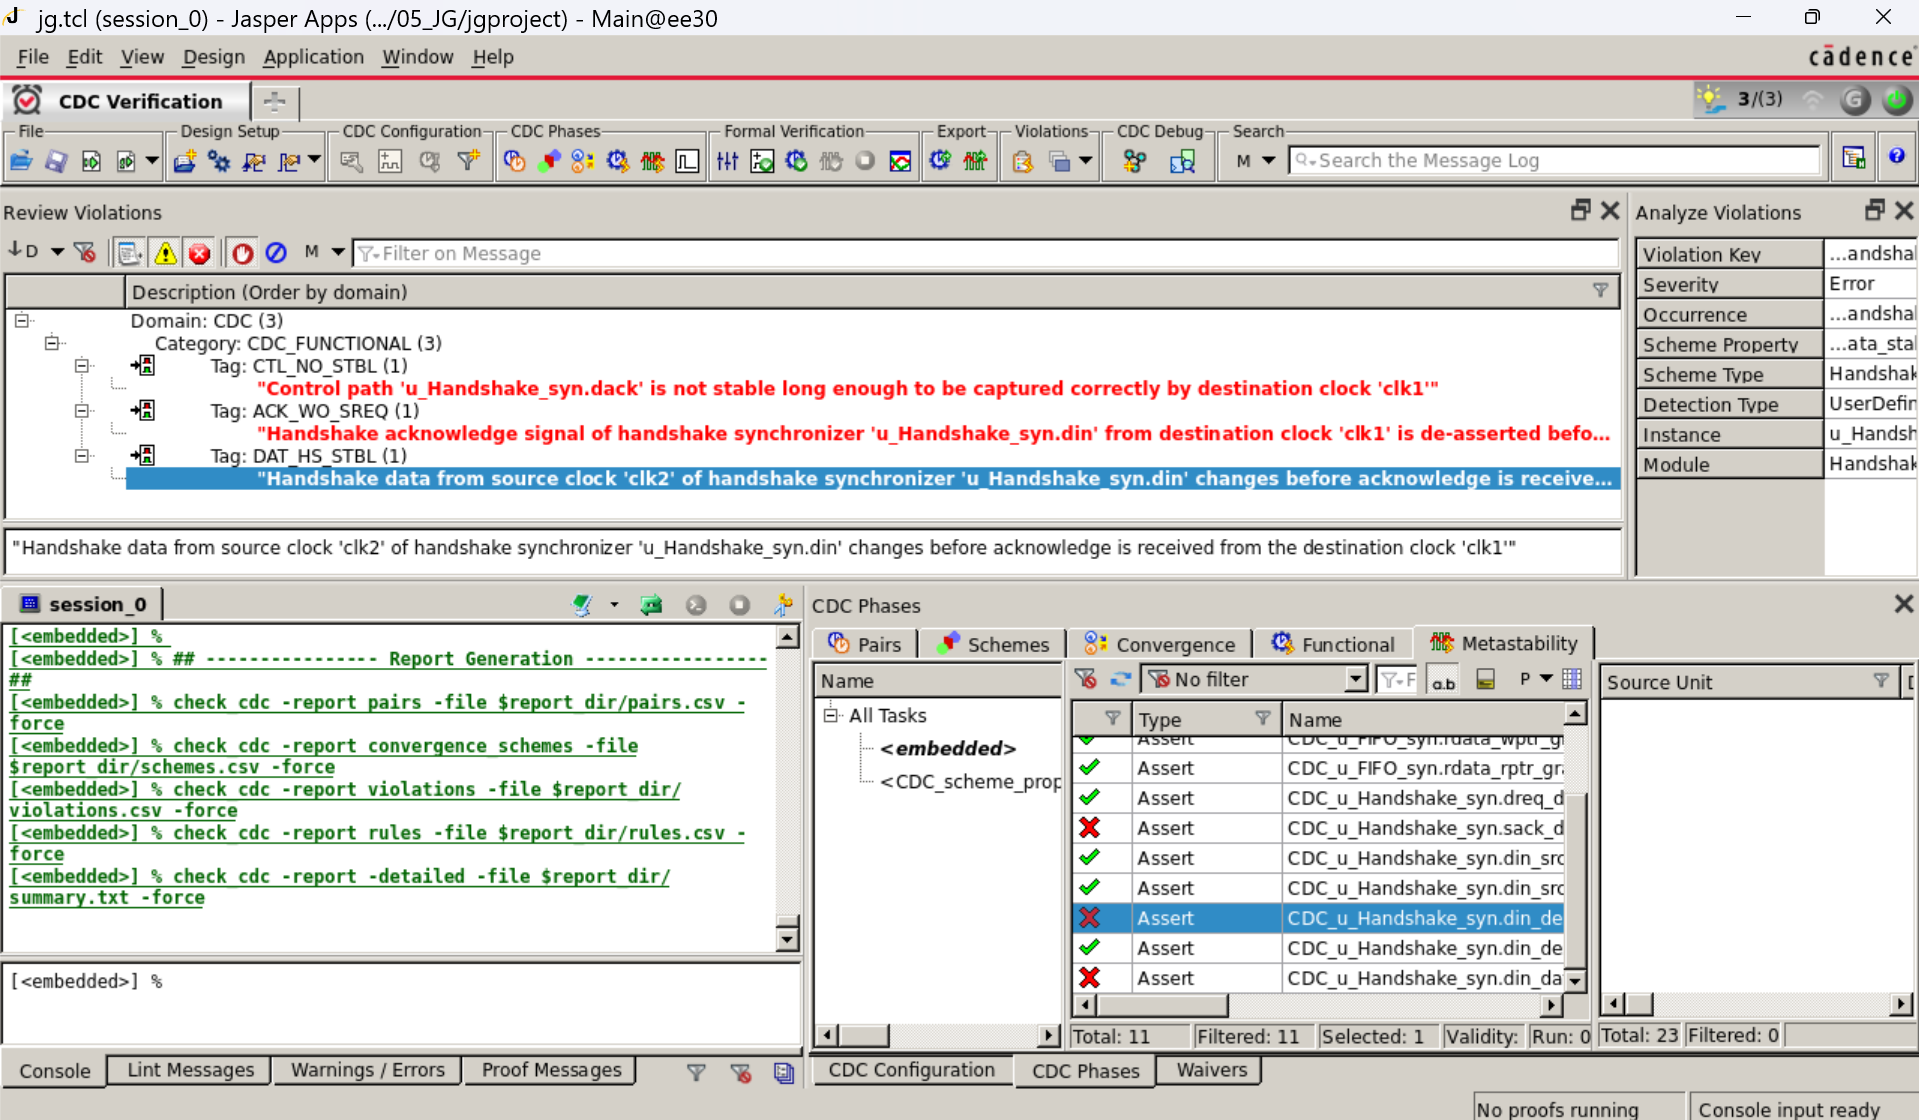 jg.tcl (session_0) - Jasper Apps (.../05_JG/jgproject) - Main@ee30
File Edit View Design Application Window Help
cādence
CDC Verification
3/(3)
File
Design Setup
CDC Configuration
CDC Phases
Formal Verification
Export
Violations
CDC Debug
Search
M
Search the Message Log
Review Violations
D
M
Filter on Message
Description (Order by domain)
Domain: CDC (3)
Category: CDC_FUNCTIONAL (3)
Tag: CTL_NO_STBL (1)
"Control path 'u_Handshake_syn.dack' is not stable long enough to be captured correctly by destination clock 'clk1'"
Tag: ACK_WO_SREQ (1)
"Handshake acknowledge signal of handshake synchronizer 'u_Handshake_syn.din' from destination clock 'clk1' is de-asserted befo...
Tag: DAT_HS_STBL (1)
"Handshake data from source clock 'clk2' of handshake synchronizer 'u_Handshake_syn.din' changes before acknowledge is receive...
"Handshake data from source clock 'clk2' of handshake synchronizer 'u_Handshake_syn.din' changes before acknowledge is received from the destination clock 'clk1'"
Analyze Violations
Violation Key ...andshal
Severity Error
Occurrence ...andshal
Scheme Property ...ata_stal
Scheme Type Handshak
Detection Type UserDefin
Instance u_Handsh
Module Handshak
session_0
[<embedded>] %
[<embedded>] % ## ---------------- Report Generation -----------------
##
[<embedded>] % check_cdc -report pairs -file $report_dir/pairs.csv -
force
[<embedded>] % check_cdc -report convergence_schemes -file
$report_dir/schemes.csv -force
[<embedded>] % check_cdc -report violations -file $report_dir/
violations.csv -force
[<embedded>] % check_cdc -report rules -file $report_dir/rules.csv -
force
[<embedded>] % check_cdc -report -detailed -file $report_dir/
summary.txt -force
[<embedded>] %
Console
Lint Messages
Warnings / Errors
Proof Messages
CDC Phases
Pairs
Schemes
Convergence
Functional
Metastability
Name
All Tasks
<embedded>
<CDC_scheme_prop
No filter
F
a.b
P
Type Name
Assert CDC_u_FIFO_syn.rdata_wptr_gr
Assert CDC_u_FIFO_syn.rdata_rptr_gr
Assert CDC_u_Handshake_syn.dreq_d
Assert CDC_u_Handshake_syn.sack_d
Assert CDC_u_Handshake_syn.din_src
Assert CDC_u_Handshake_syn.din_src
Assert CDC_u_Handshake_syn.din_de
Assert CDC_u_Handshake_syn.din_de
Assert CDC_u_Handshake_syn.din_da
Total: 11
Filtered: 11
Selected: 1
Validity:
Run: 0
Source Unit
Total: 23
Filtered: 0
CDC Configuration
CDC Phases
Waivers
No proofs running
Console input ready